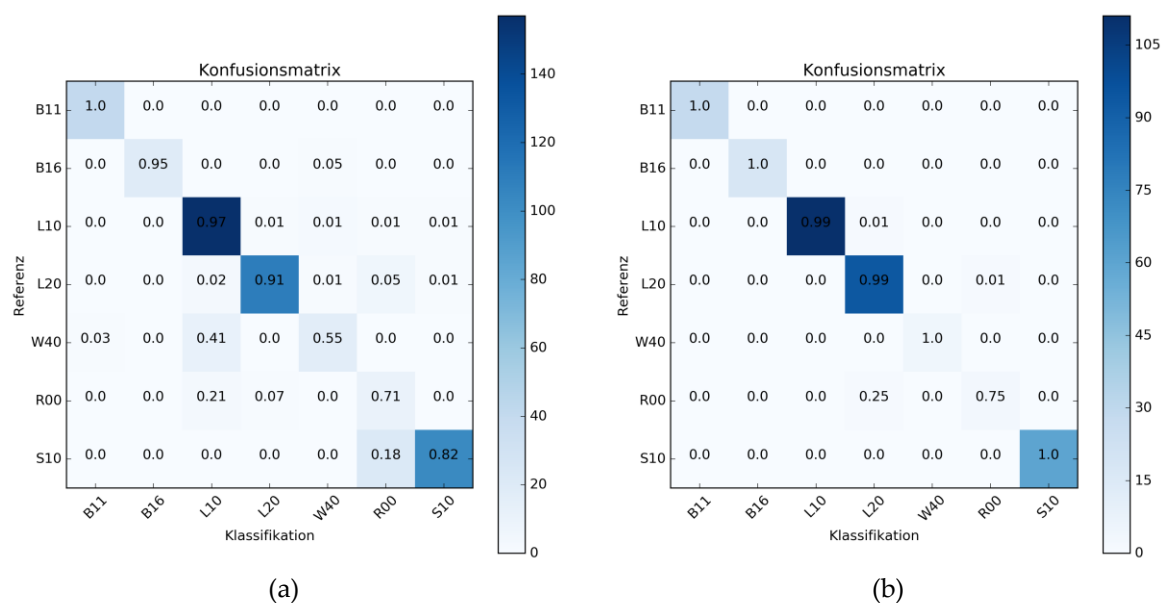 Konfusionsmatrix
B11 1.0 0.0 0.0 0.0 0.0 0.0 0.0
B16 0.0 0.95 0.0 0.0 0.05 0.0 0.0
L10 0.0 0.0 0.97 0.01 0.01 0.01 0.01
L20 0.0 0.0 0.02 0.91 0.01 0.05 0.01
W40 0.03 0.0 0.41 0.0 0.55 0.0 0.0
R00 0.0 0.0 0.21 0.07 0.0 0.71 0.0
S10 0.0 0.0 0.0 0.0 0.0 0.18 0.82
B11 B16 L10 L20 W40 R00 S10
Referenz
Klassifikation
140
120
100
80
60
40
20
0
(a)
Konfusionsmatrix
B11 1.0 0.0 0.0 0.0 0.0 0.0 0.0
B16 0.0 1.0 0.0 0.0 0.0 0.0 0.0
L10 0.0 0.0 0.99 0.01 0.0 0.0 0.0
L20 0.0 0.0 0.0 0.99 0.0 0.01 0.0
W40 0.0 0.0 0.0 0.0 1.0 0.0 0.0
R00 0.0 0.0 0.0 0.25 0.0 0.75 0.0
S10 0.0 0.0 0.0 0.0 0.0 0.0 1.0
B11 B16 L10 L20 W40 R00 S10
Referenz
Klassifikation
105
90
75
60
45
30
15
0
(b)